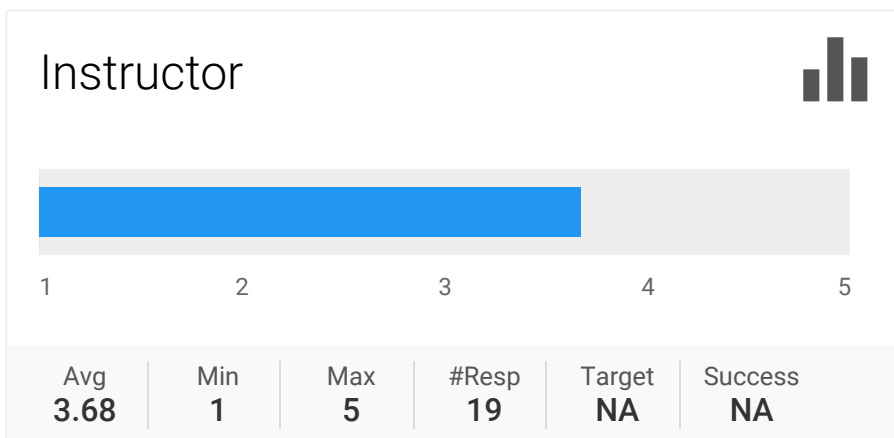 Instructor
1 2 3 4 5
Avg Min Max #Resp Target Success
3.68 1 5 19 NA NA